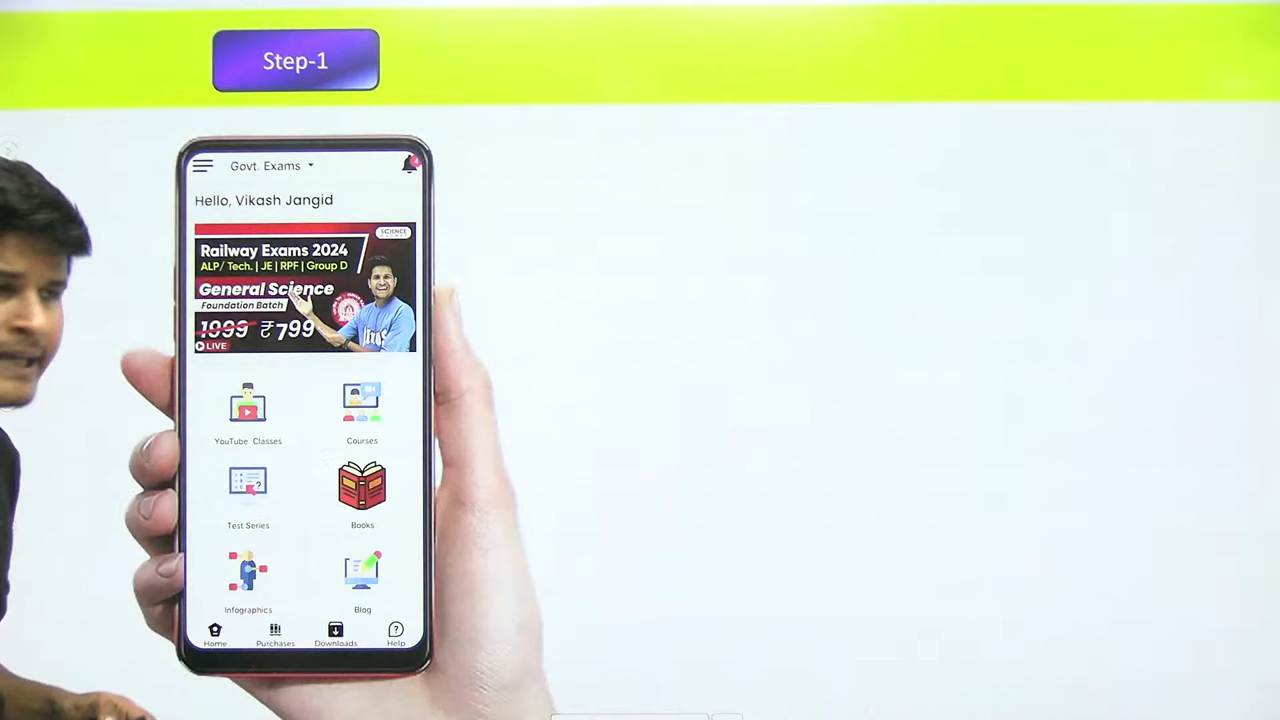 Step-1
Govt. Exams
Hello, Vikash Jangid
SCIENCE
Railway Exams 2024
ALP/ Tech. | JE | RPF | Group D
General Science
Foundation Batch
1999 ₹799
LIVE
YouTube Classes
Courses
Test Series
Books
Infographics
Blog
Home
Purchases
Downloads
Help